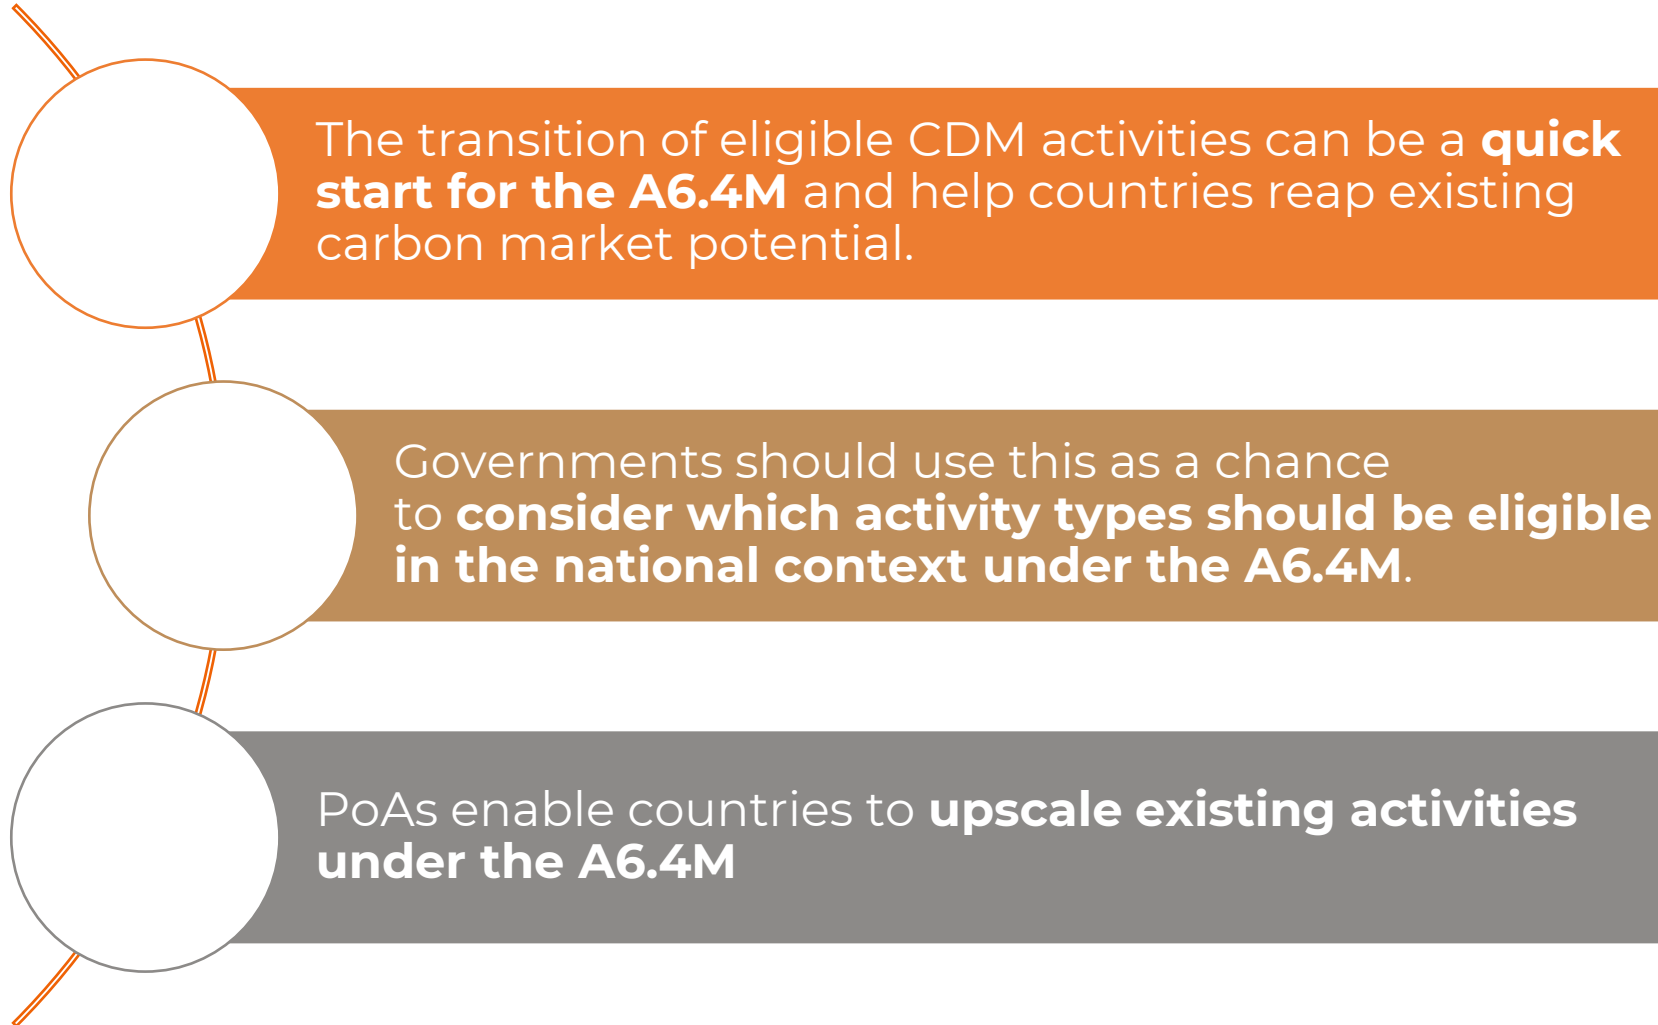 The transition of eligible CDM activities can be a quick
start for the A6.4M and help countries reap existing
carbon market potential.
Governments should use this as a chance
to consider which activity types should be eligible
in the national context under the A6.4M.
PoAs enable countries to upscale existing activities
under the A6.4M